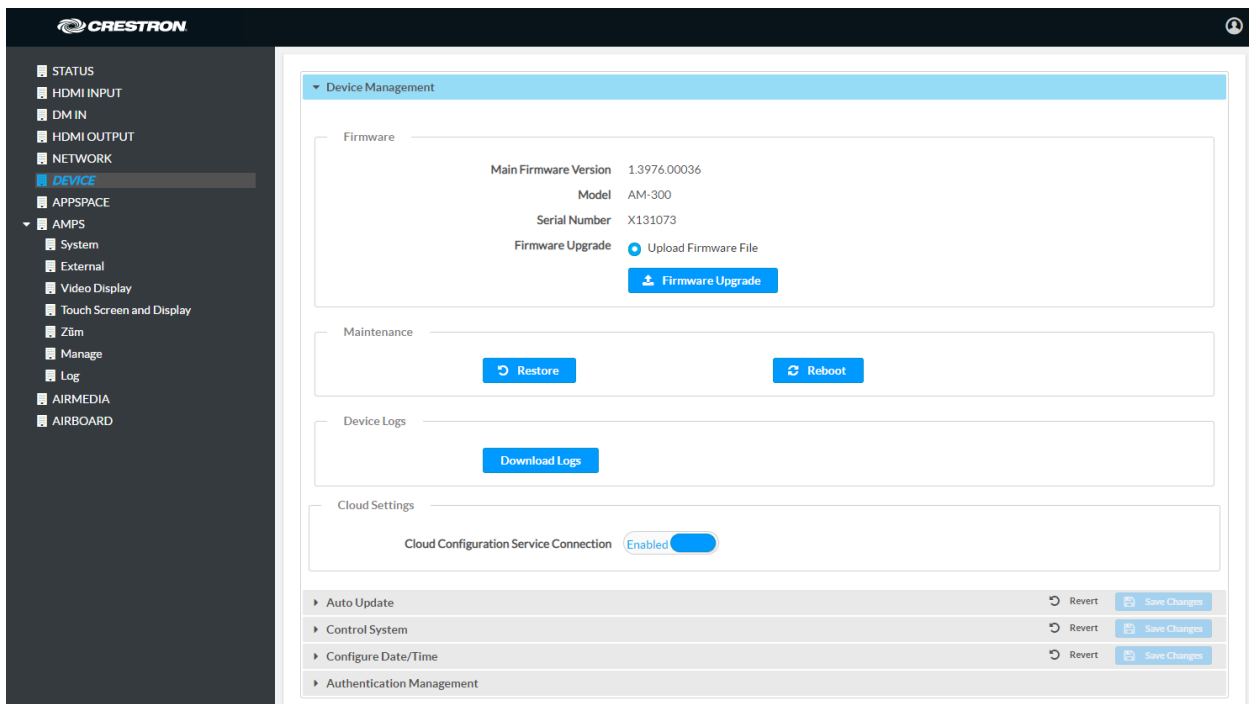 CRESTRON
STATUS
HDMI INPUT
DM IN
HDMI OUTPUT
NETWORK
DEVICE
APPSPACE
AMPS
System
External
Video Display
Touch Screen and Display
Züm
Manage
Log
AIRMEDIA
AIRBOARD
Device Management
Firmware
Main Firmware Version 1.3976.00036
Model AM-300
Serial Number X131073
Firmware Upgrade Upload Firmware File
Firmware Upgrade
Maintenance
Restore Reboot
Device Logs
Download Logs
Cloud Settings
Cloud Configuration Service Connection Enabled
Auto Update Revert Save Changes
Control System Revert Save Changes
Configure Date/Time Revert Save Changes
Authentication Management